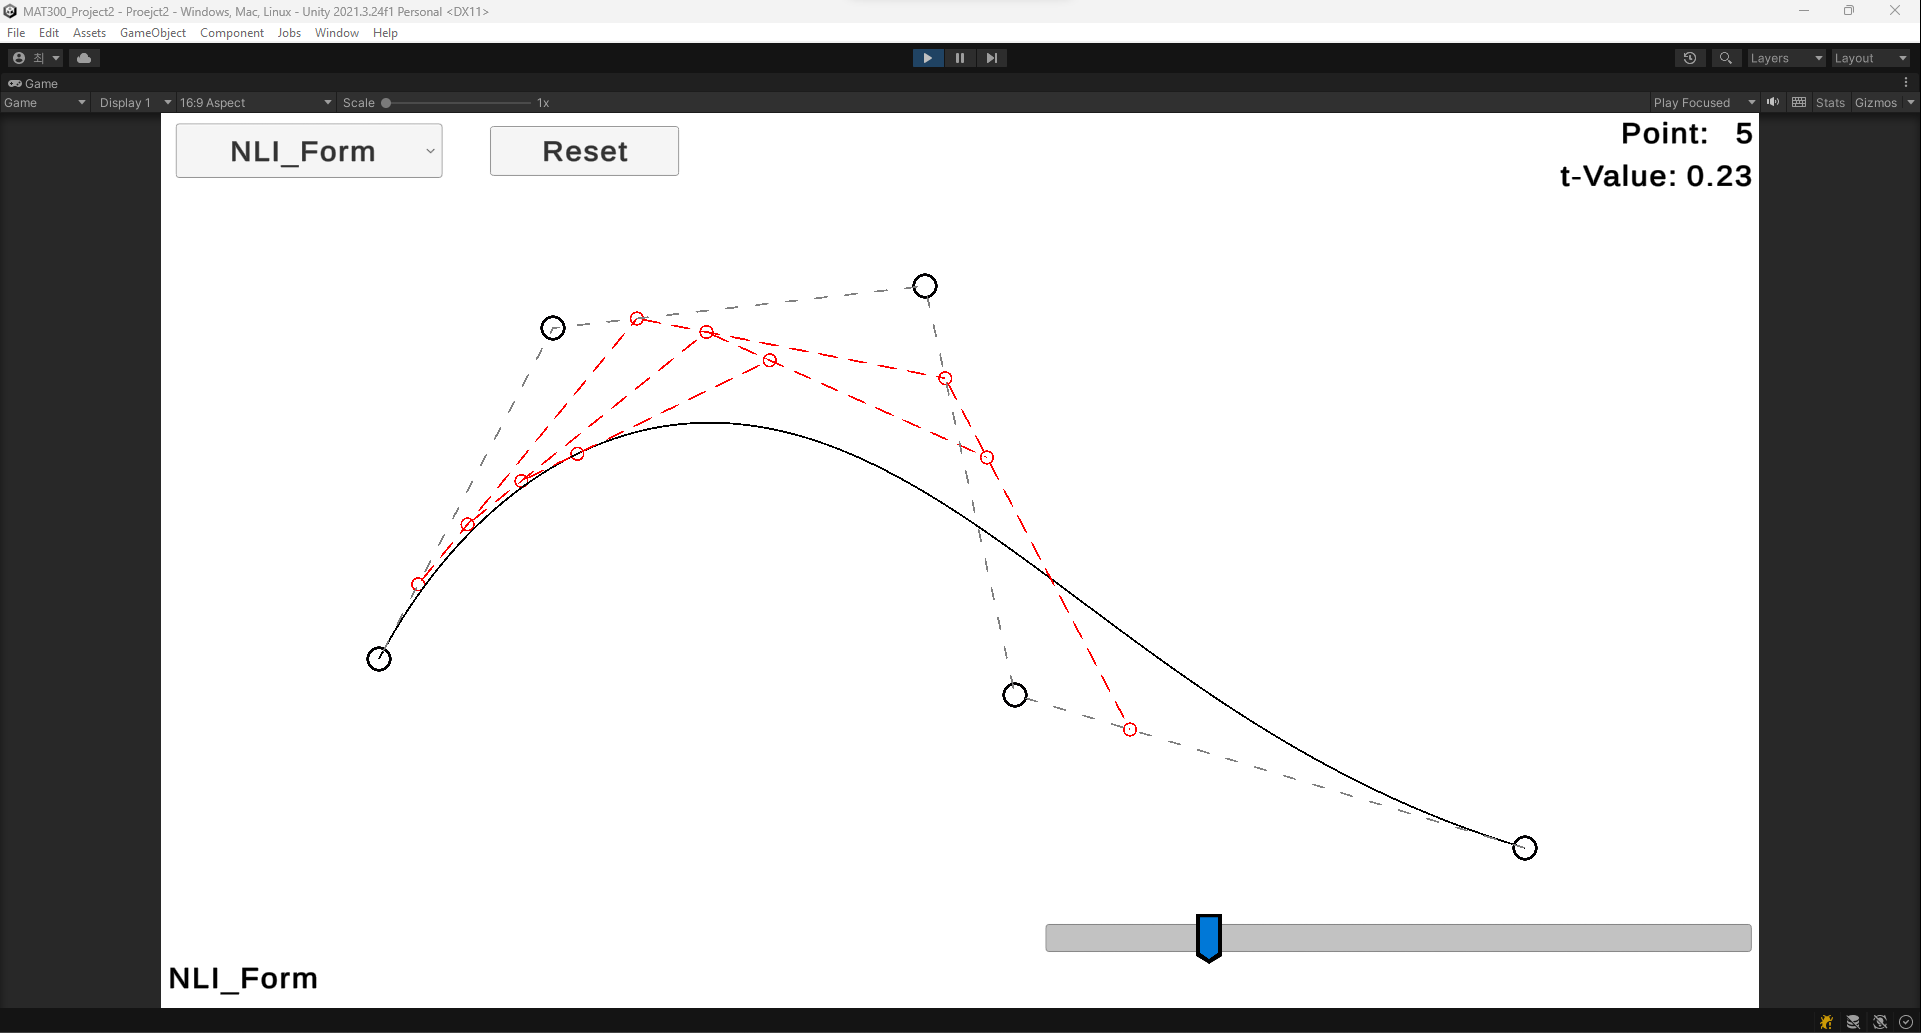 MAT300_Project2 - Proejct2 - Windows, Mac, Linux - Unity 2021.3.24f1 Personal <DX11>
File Edit Assets GameObject Component Jobs Window Help
최 Layers Layout
Game
Game Display 1 16:9 Aspect Scale 1x Play Focused Stats Gizmos
NLI_Form Reset Point: 5
t-Value: 0.23
NLI_Form